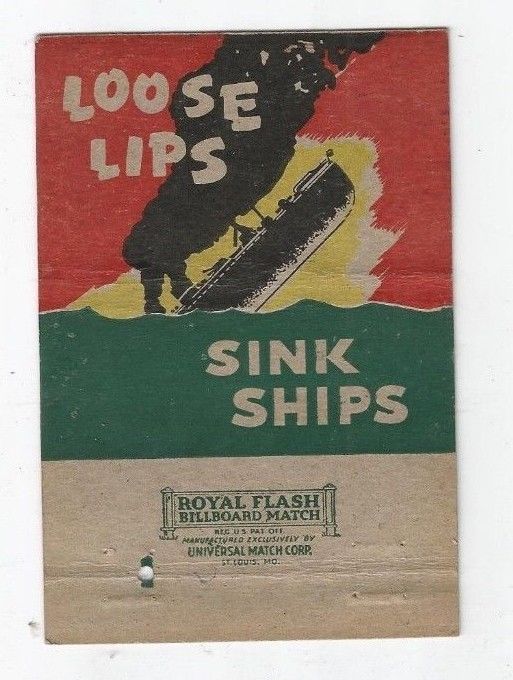 LOOSE
LIPS
SINK
SHIPS
ROYAL FLASH
BILLBOARD MATCH
REG. U.S. PAT. OFF.
MANUFACTURED EXCLUSIVELY BY
UNIVERSAL MATCH CORP.
ST. LOUIS, MO.